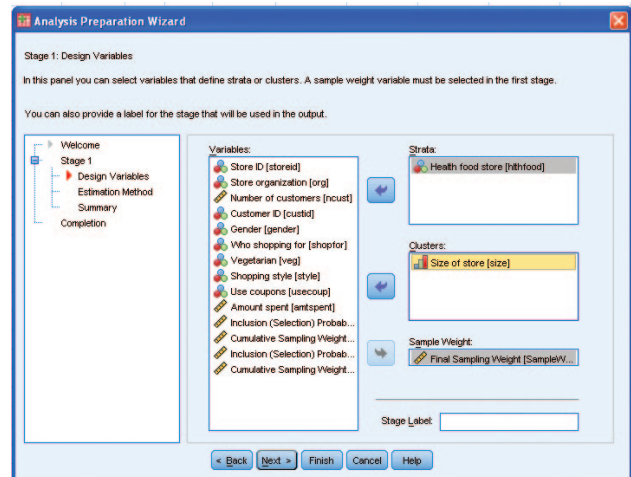 Analysis Preparation Wizard
Stage 1: Design Variables
In this panel you can select variables that define strata or clusters. A sample weight variable must be selected in the first stage.
You can also provide a label for the stage that will be used in the output.
Welcome
Stage 1
Design Variables
Estimation Method
Summary
Completion
Variables:
Store ID [storeid]
Store organization [org]
Number of customers [ncust]
Customer ID [custid]
Gender [gender]
Who shopping for [shopfor]
Vegetarian [veg]
Shopping style [style]
Use coupons [usecoup]
Amount spent [amtspent]
Inclusion (Selection) Probab...
Cumulative Sampling Weight...
Inclusion (Selection) Probab...
Cumulative Sampling Weight...
Strata:
Health food store [hlthfood]
Clusters:
Size of store [size]
Sample Weight:
Final Sampling Weight [SampleW...
Stage Label:
< Back
Next >
Finish
Cancel
Help